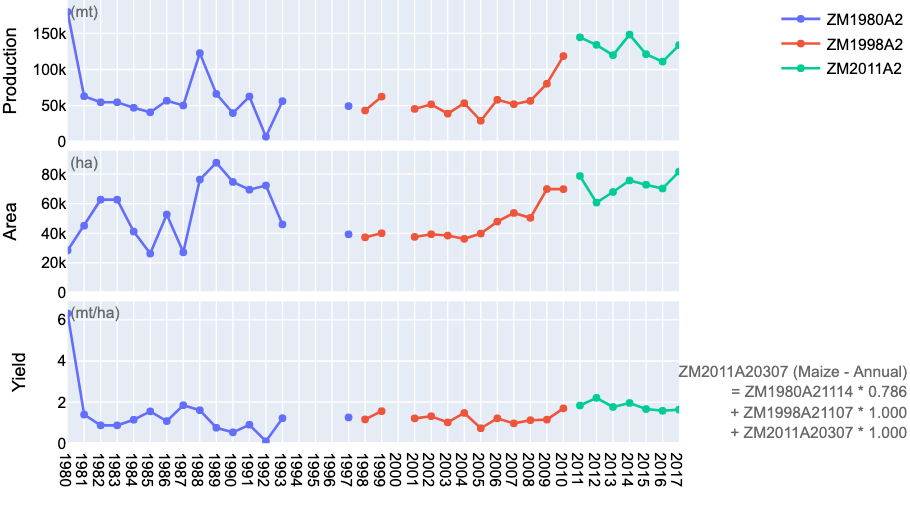 (mt)
Production
150k
100k
50k
0
ZM1980A2
ZM1998A2
ZM2011A2
(ha)
Area
80k
60k
40k
20k
0
(mt/ha)
Yield
6
4
2
0
1980
1981
1982
1983
1984
1985
1986
1987
1988
1989
1990
1991
1992
1993
1994
1995
1996
1997
1998
1999
2000
2001
2002
2003
2004
2005
2006
2007
2008
2009
2010
2011
2012
2013
2014
2015
2016
2017
ZM2011A20307 (Maize - Annual)
= ZM1980A21114 * 0.786
+ ZM1998A21107 * 1.000
+ ZM2011A20307 * 1.000